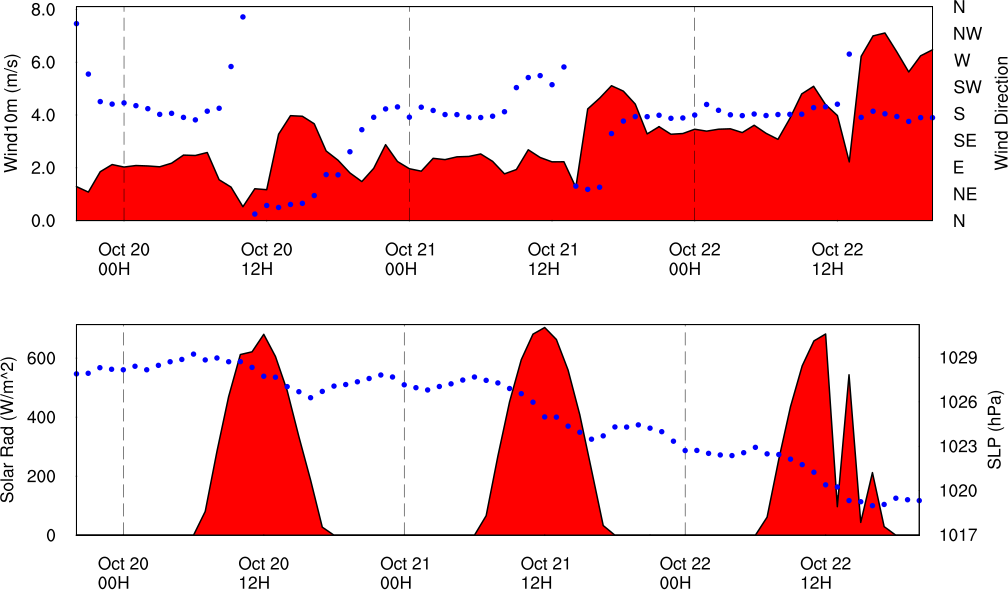 8.0
6.0
4.0
2.0
0.0
Wind10m (m/s)
N
NW
W
SW
S
SE
E
NE
N
Wind Direction
Oct 20 Oct 20 Oct 21 Oct 21 Oct 22 Oct 22
00H 12H 00H 12H 00H 12H
600
400
200
0
Solar Rad (W/m^2)
1029
1026
1023
1020
1017
SLP (hPa)
Oct 20 Oct 20 Oct 21 Oct 21 Oct 22 Oct 22
00H 12H 00H 12H 00H 12H